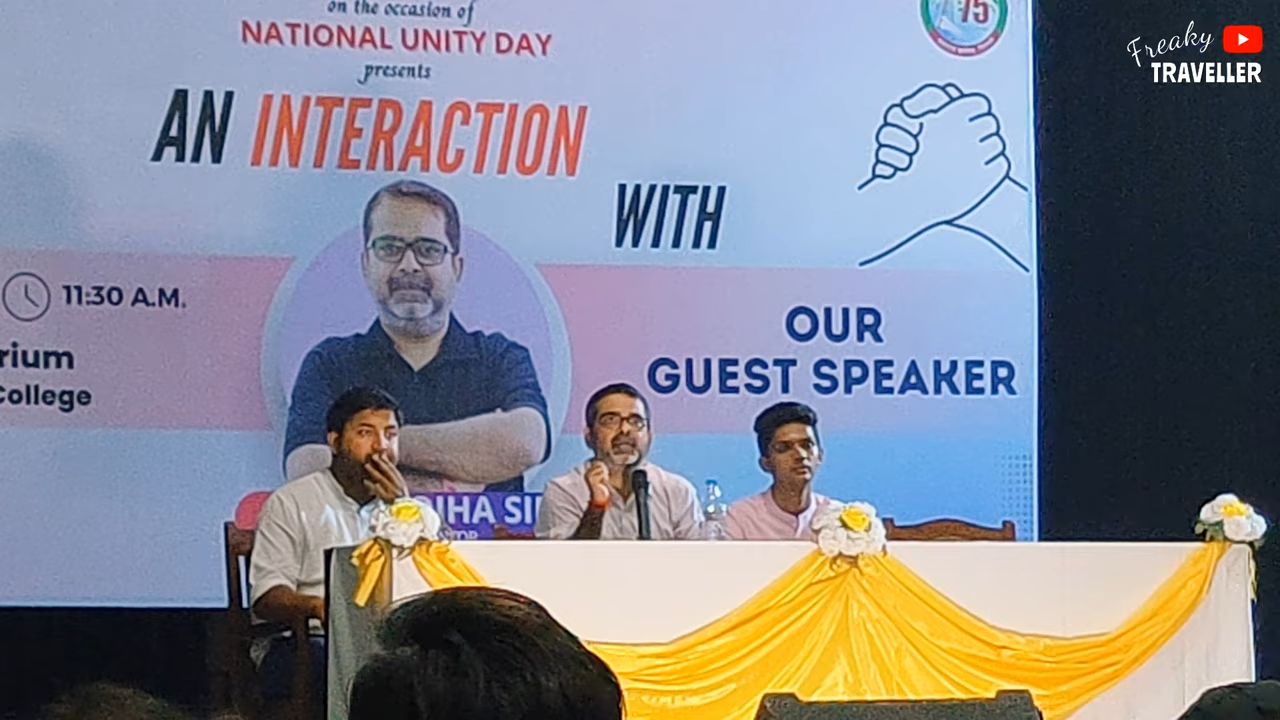 on the occasion of
NATIONAL UNITY DAY
presents
AN INTERACTION
WITH
11:30 A.M.
rium
College
OUR
GUEST SPEAKER
OJHA SI
75
Freaky
TRAVELLER